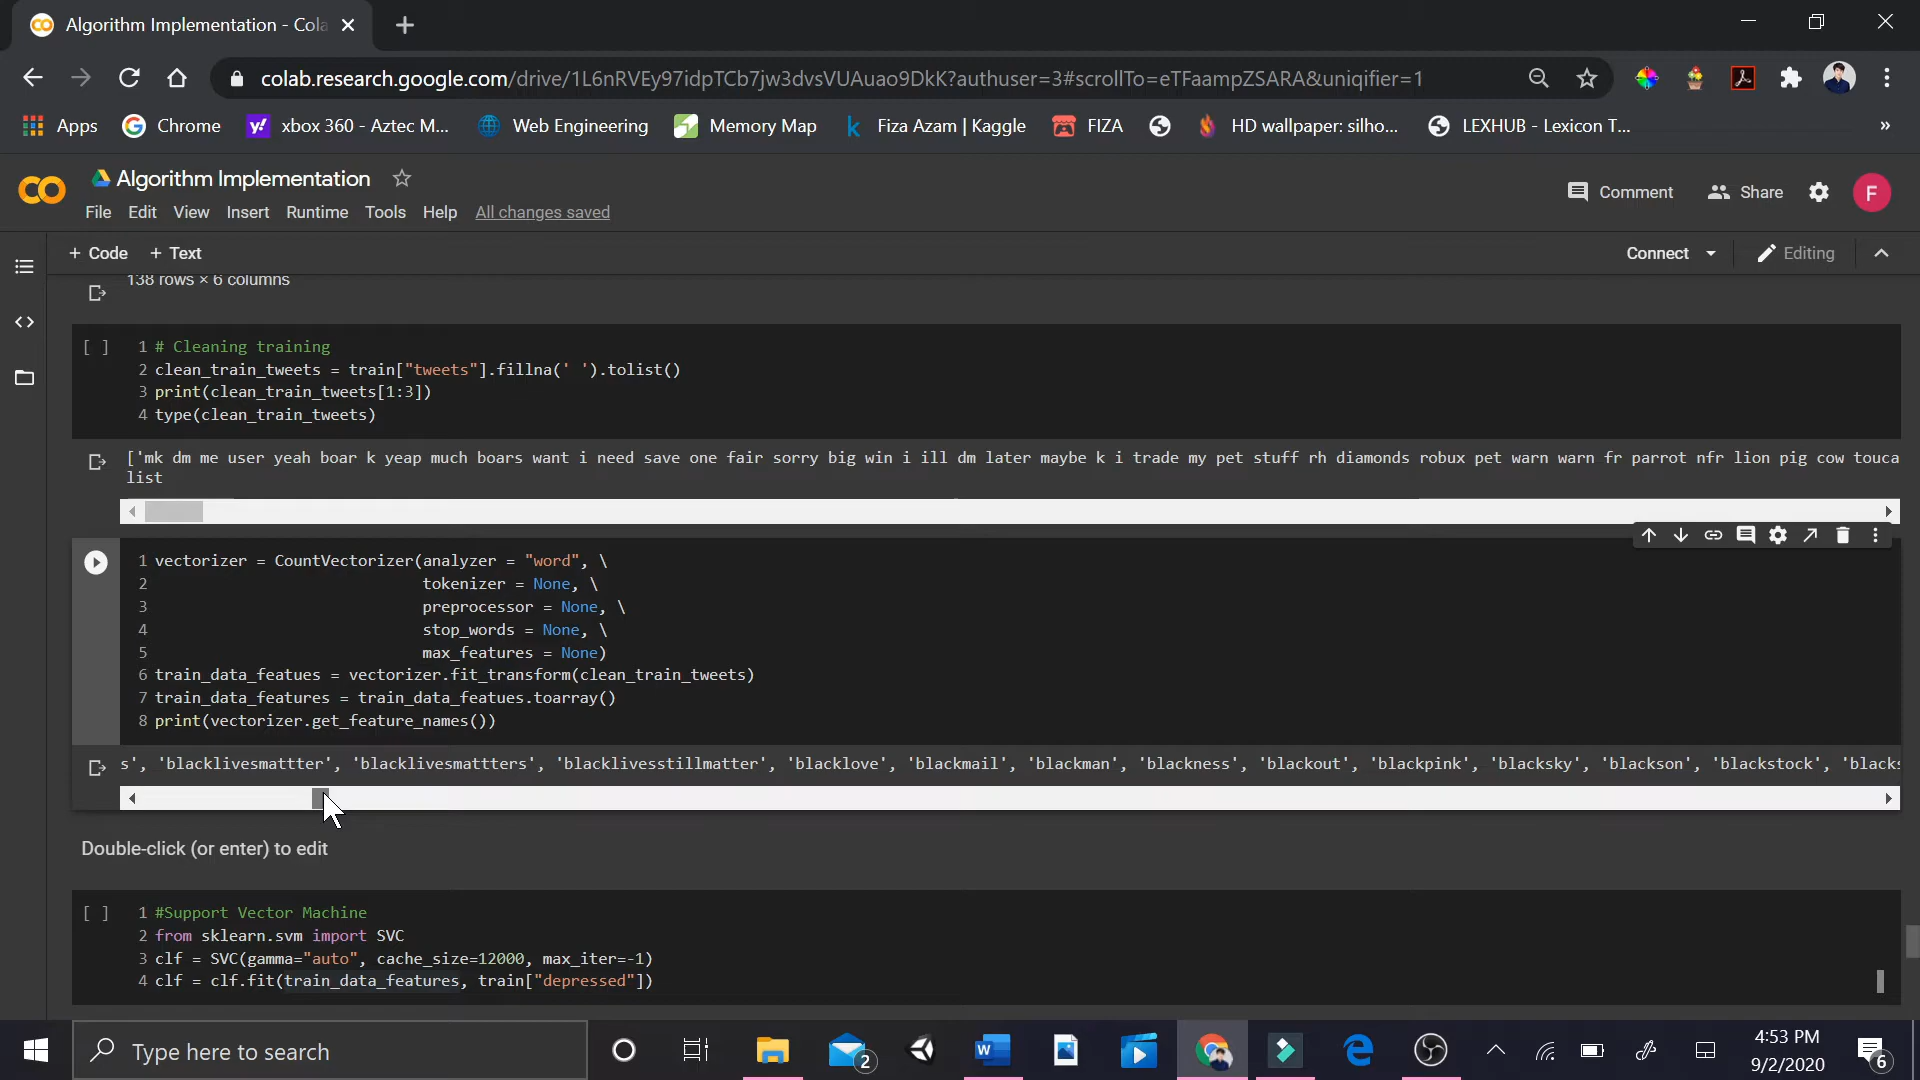 Algorithm Implementation - Cola
colab.research.google.com/drive/1L6nRVEy97idpTCb7jw3dvsVUAuao9DkK?authuser=3#scrollTo=eTFaampZSARA&uniqifier=1
Apps Chrome xbox 360 - Aztec M... Web Engineering Memory Map Fiza Azam | Kaggle FIZA HD wallpaper: silho... LEXHUB - Lexicon T... »
Algorithm Implementation
Comment Share F
File Edit View Insert Runtime Tools Help All changes saved
+ Code + Text Connect Editing
138 rows × 6 columns
[ ] 1 # Cleaning training
2 clean_train_tweets = train["tweets"].fillna(' ').tolist()
3 print(clean_train_tweets[1:3])
4 type(clean_train_tweets)
['mk dm me user yeah boar k yeap much boars want i need save one fair sorry big win i ill dm later maybe k i trade my pet stuff rh diamonds robux pet warn warn fr parrot nfr lion pig cow touca
list
1 vectorizer = CountVectorizer(analyzer = "word", \
2 tokenizer = None, \
3 preprocessor = None, \
4 stop_words = None, \
5 max_features = None)
6 train_data_featues = vectorizer.fit_transform(clean_train_tweets)
7 train_data_features = train_data_featues.toarray()
8 print(vectorizer.get_feature_names())
s', 'blacklivesmattter', 'blacklivesmattters', 'blacklivesstillmatter', 'blacklove', 'blackmail', 'blackman', 'blackness', 'blackout', 'blackpink', 'blacksky', 'blackson', 'blackstock', 'blacks
Double-click (or enter) to edit
[ ] 1 #Support Vector Machine
2 from sklearn.svm import SVC
3 clf = SVC(gamma="auto", cache_size=12000, max_iter=-1)
4 clf = clf.fit(train_data_features, train["depressed"])
Type here to search
2
4:53 PM
9/2/2020
6